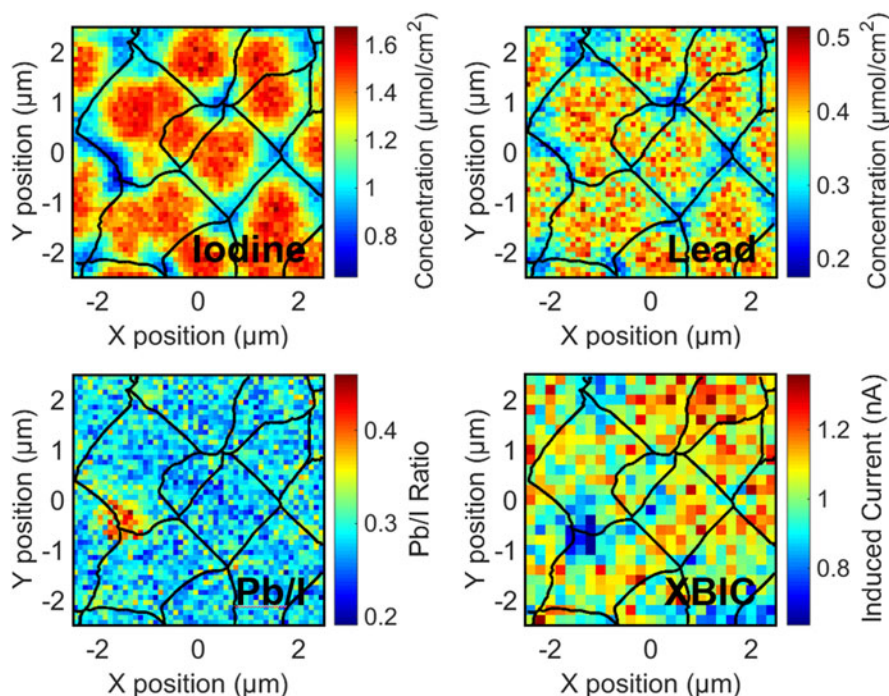 2
1
0
-1
-2
Y position (µm)
Iodine
-2
0
2
X position (µm)
1.6
1.4
1.2
1
0.8
Concentration (µmol/cm²)
2
1
0
-1
-2
Y position (µm)
Lead
-2
0
2
X position (µm)
0.5
0.4
0.3
0.2
Concentration (µmol/cm²)
2
1
0
-1
-2
Y position (µm)
Pb/I
-2
0
2
X position (µm)
0.4
0.3
0.2
Pb/I Ratio
2
1
0
-1
-2
Y position (µm)
XBIC
-2
0
2
X position (µm)
1.2
1
0.8
Induced Current (nA)